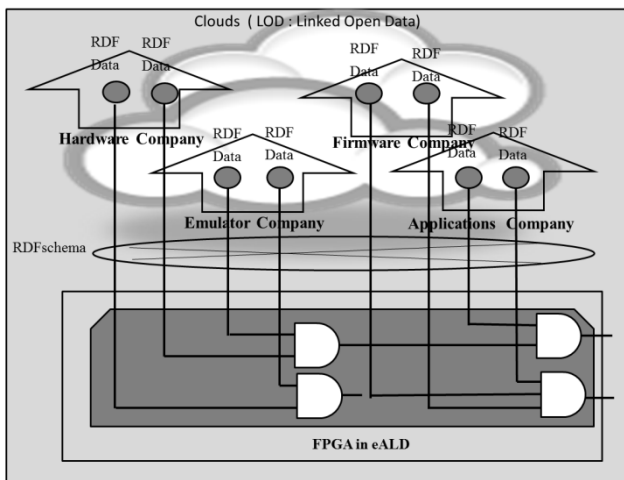 Clouds ( LOD : Linked Open Data)
RDF
Data
RDF
Data
RDF
Data
RDF
Data
Hardware Company
Firmware Company
RDF
Data
RDF
Data
RDF
Data
RDF
Data
Emulator Company
Applications Company
RDFschema
FPGA in eALD